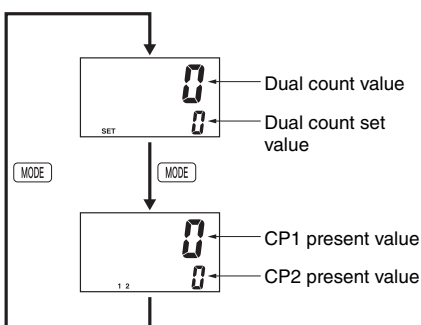 0
Dual count value
SET
0
Dual count set
value
MODE
MODE
0
CP1 present value
1 2
0
CP2 present value